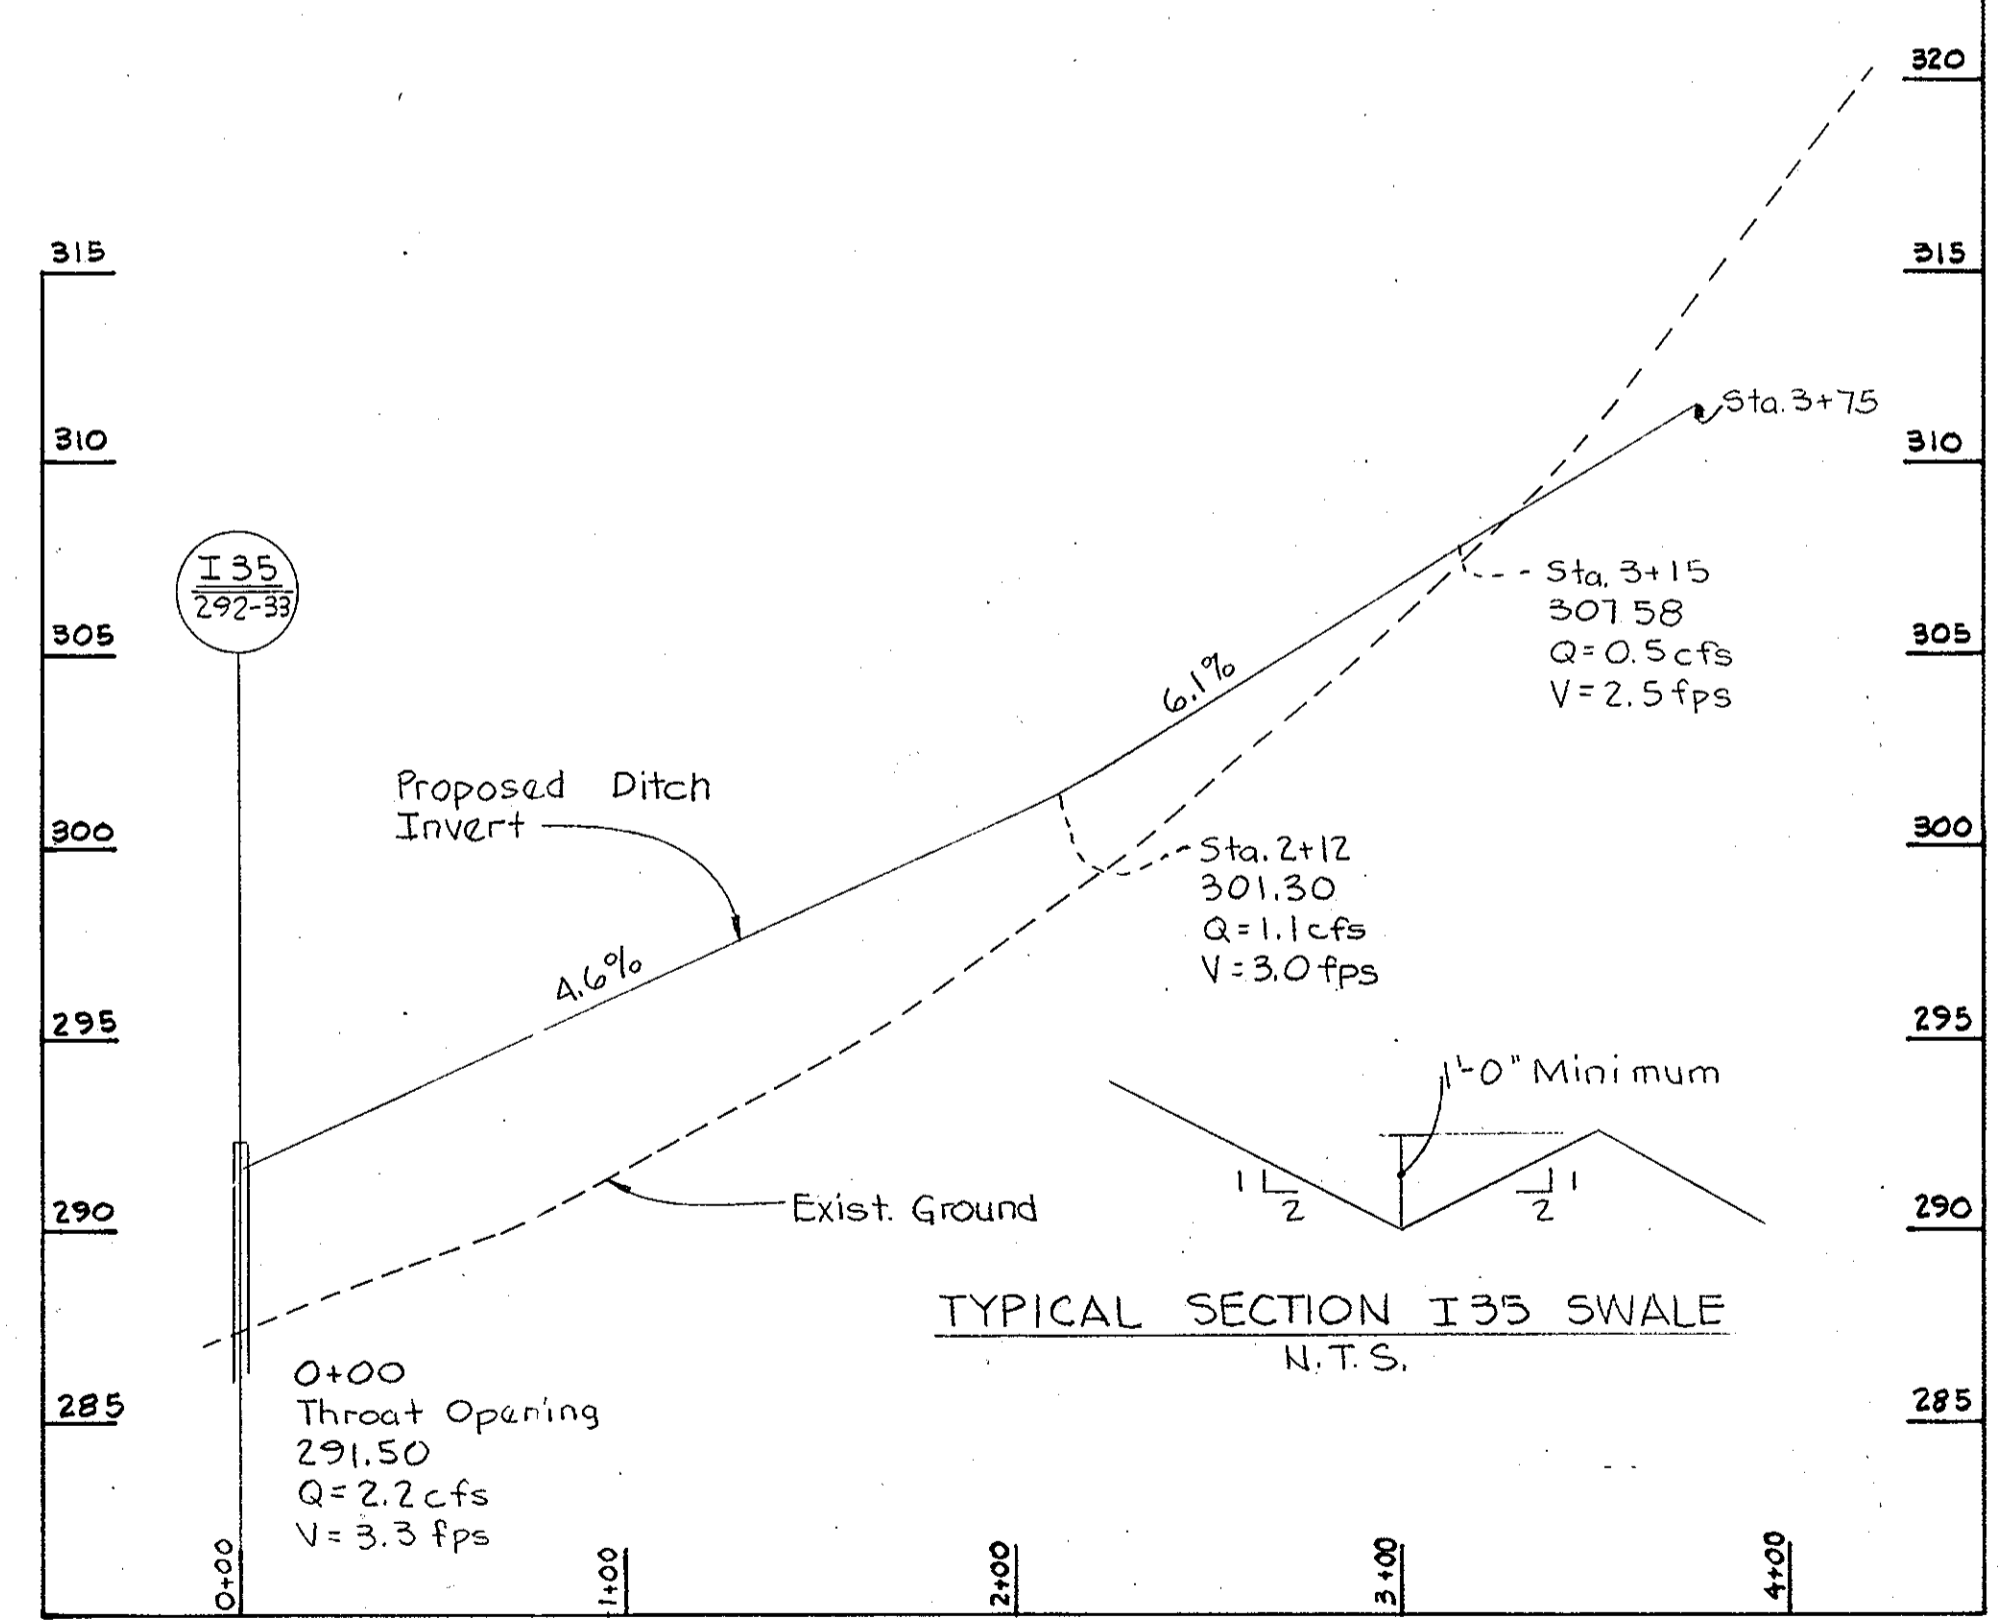 320
315
315
Sta. 3+75
310
310
I 35
292-33
Sta. 3+15
307.58
305
305
Q=0.5cfs
6.1%
V=2.5fps
Proposed Ditch
Invert
300
300
Sta. 2+12
301.30
Q=1.1cfs
V=3.0fps
4.6%
295
295
1'-0" Minimum
1
2
1
2
290
290
Exist. Ground
TYPICAL SECTION I35 SWALE
N.T.S.
0+00
Throat Opening
285
285
291.50
Q=2.2cfs
V=3.3 fps
0+00
1+00
2+00
3+00
4+00